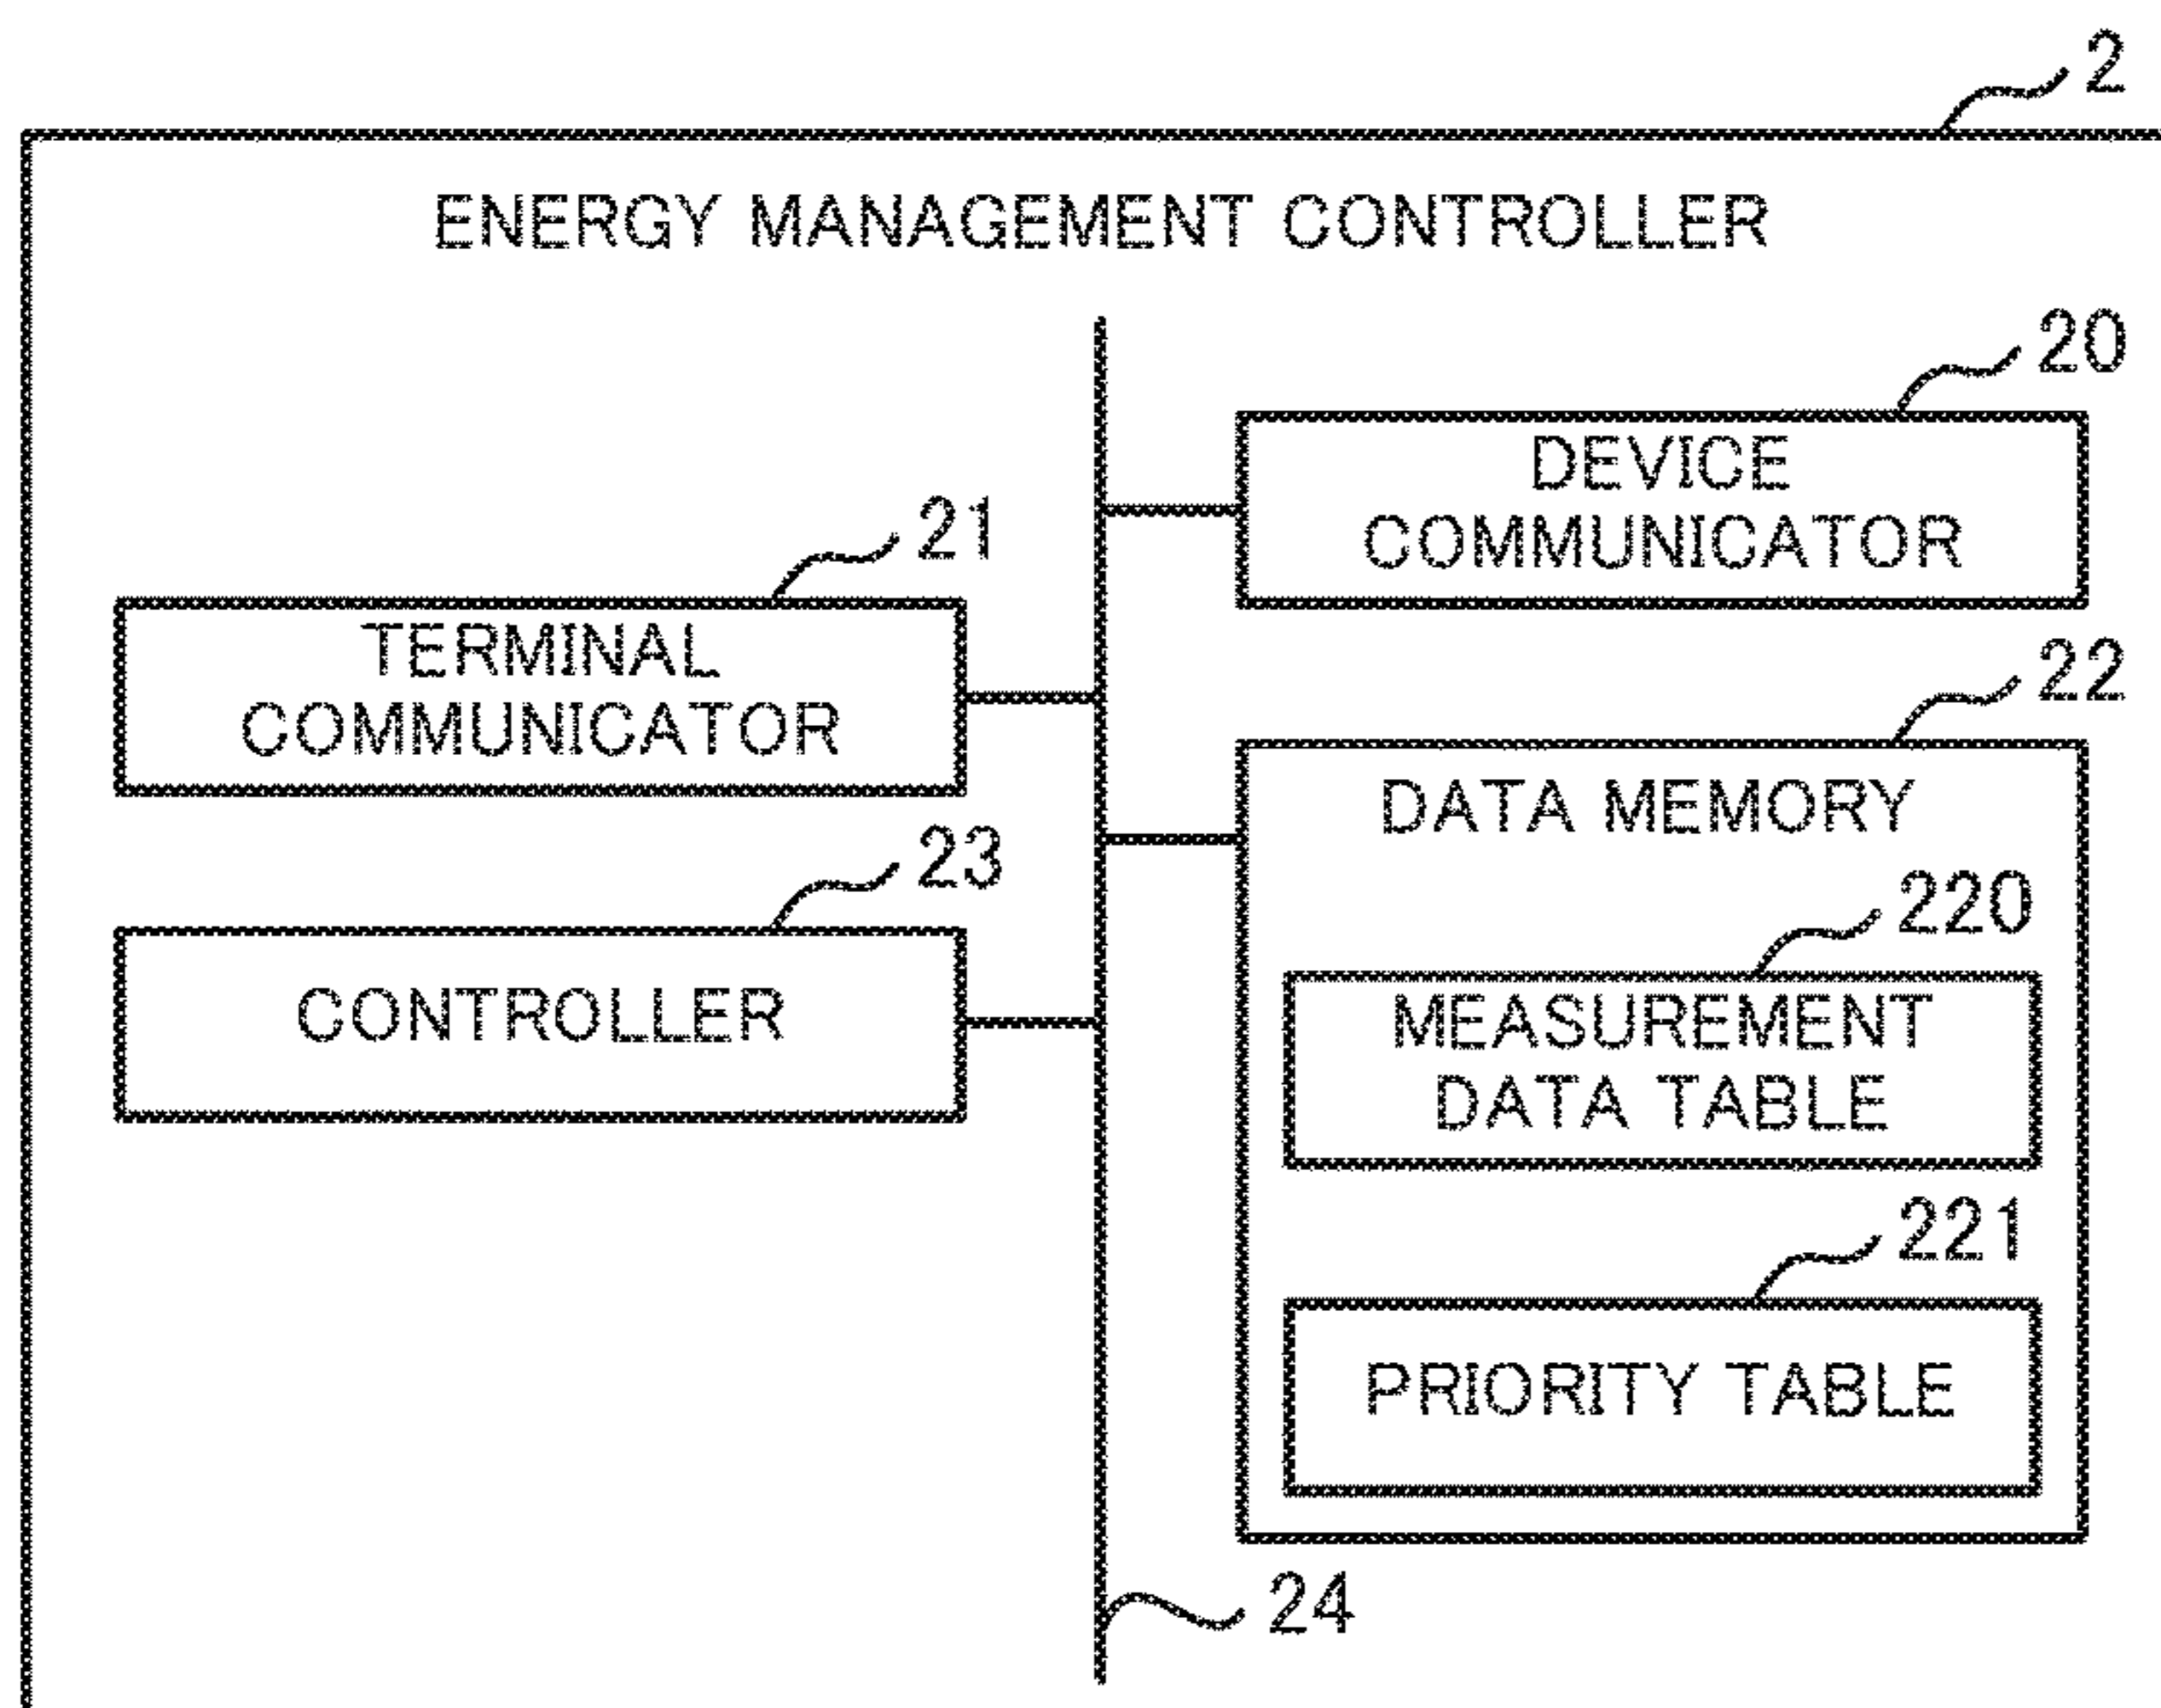 2
ENERGY MANAGEMENT CONTROLLER
20
DEVICE
COMMUNICATOR
21
TERMINAL
COMMUNICATOR
22
DATA MEMORY
23
CONTROLLER
220
MEASUREMENT
DATA TABLE
221
PRIORITY TABLE
24